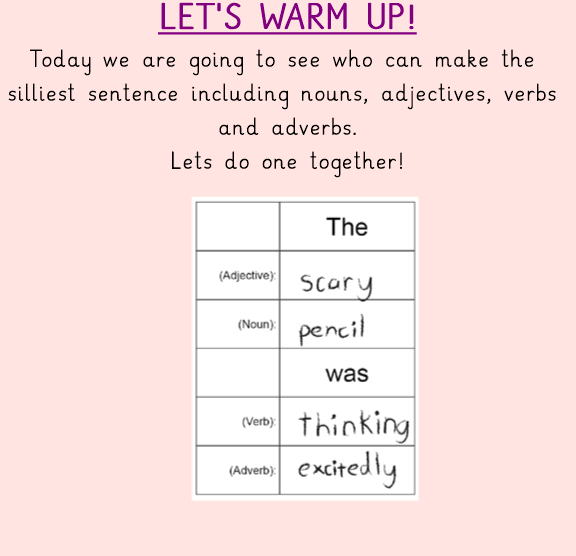 LET'S WARM UP!
Today we are going to see who can make the
silliest sentence including nouns, adjectives, verbs
and adverbs.
Lets do one together!
The
(Adjective): scary
(Noun): pencil
was
(Verb): thinking
(Adverb): excitedly